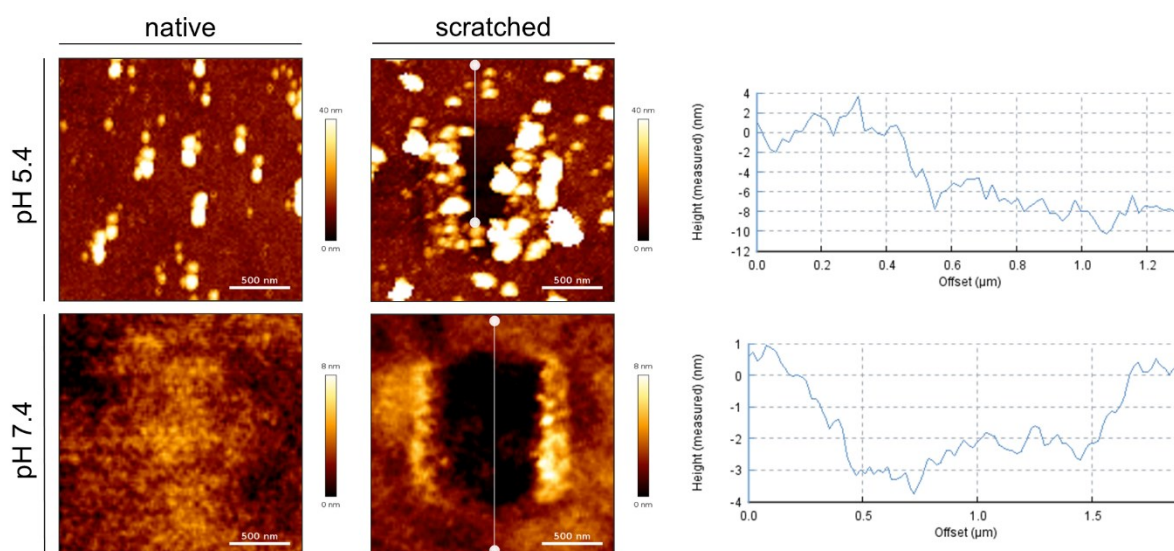 native
scratched
pH 5.4
40 nm
0 nm
500 nm
40 nm
0 nm
500 nm
Height (measured) (nm)
4
2
0
-2
-4
-6
-8
-10
-12
0.0
0.2
0.4
0.6
0.8
1.0
1.2
Offset (µm)
pH 7.4
8 nm
0 nm
500 nm
8 nm
0 nm
500 nm
Height (measured) (nm)
1
0
-1
-2
-3
-4
0.0
0.5
1.0
1.5
Offset (µm)